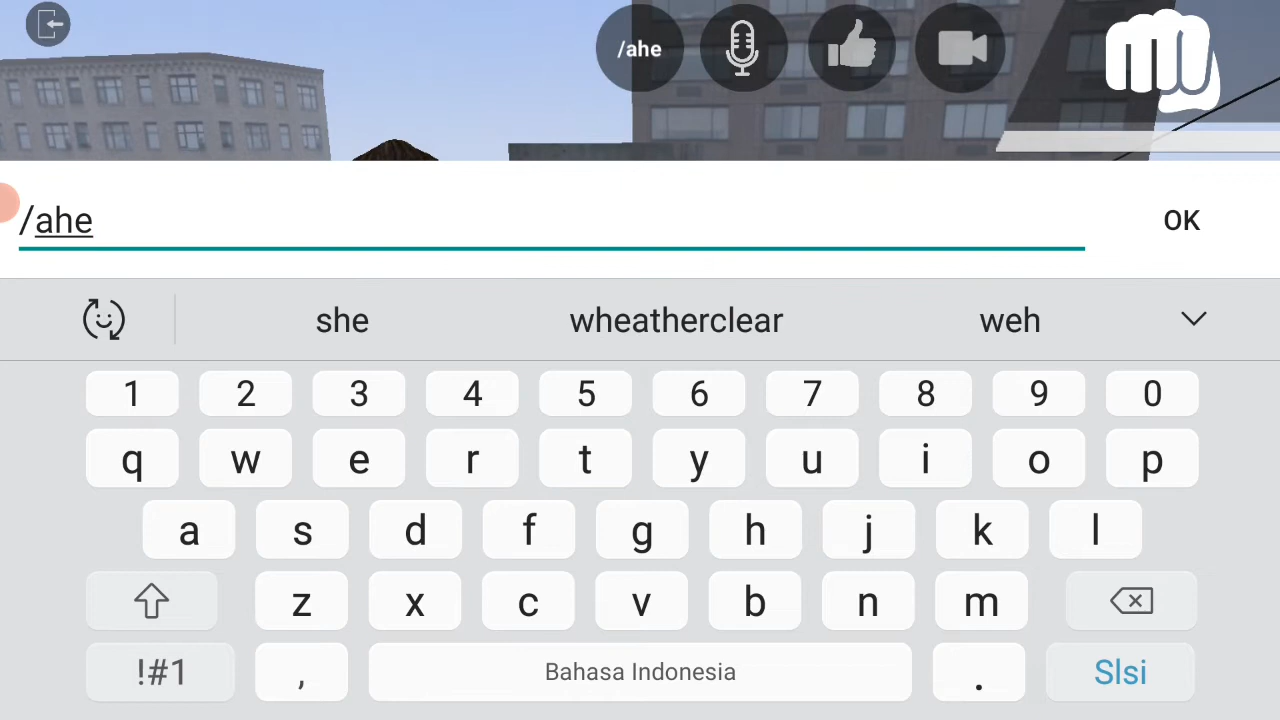 /ahe
/ahe
OK
she wheatherclear weh
1 2 3 4 5 6 7 8 9 0
q w e r t y u i o p
a s d f g h j k l
z x c v b n m
!#1 , Bahasa Indonesia . Slsi